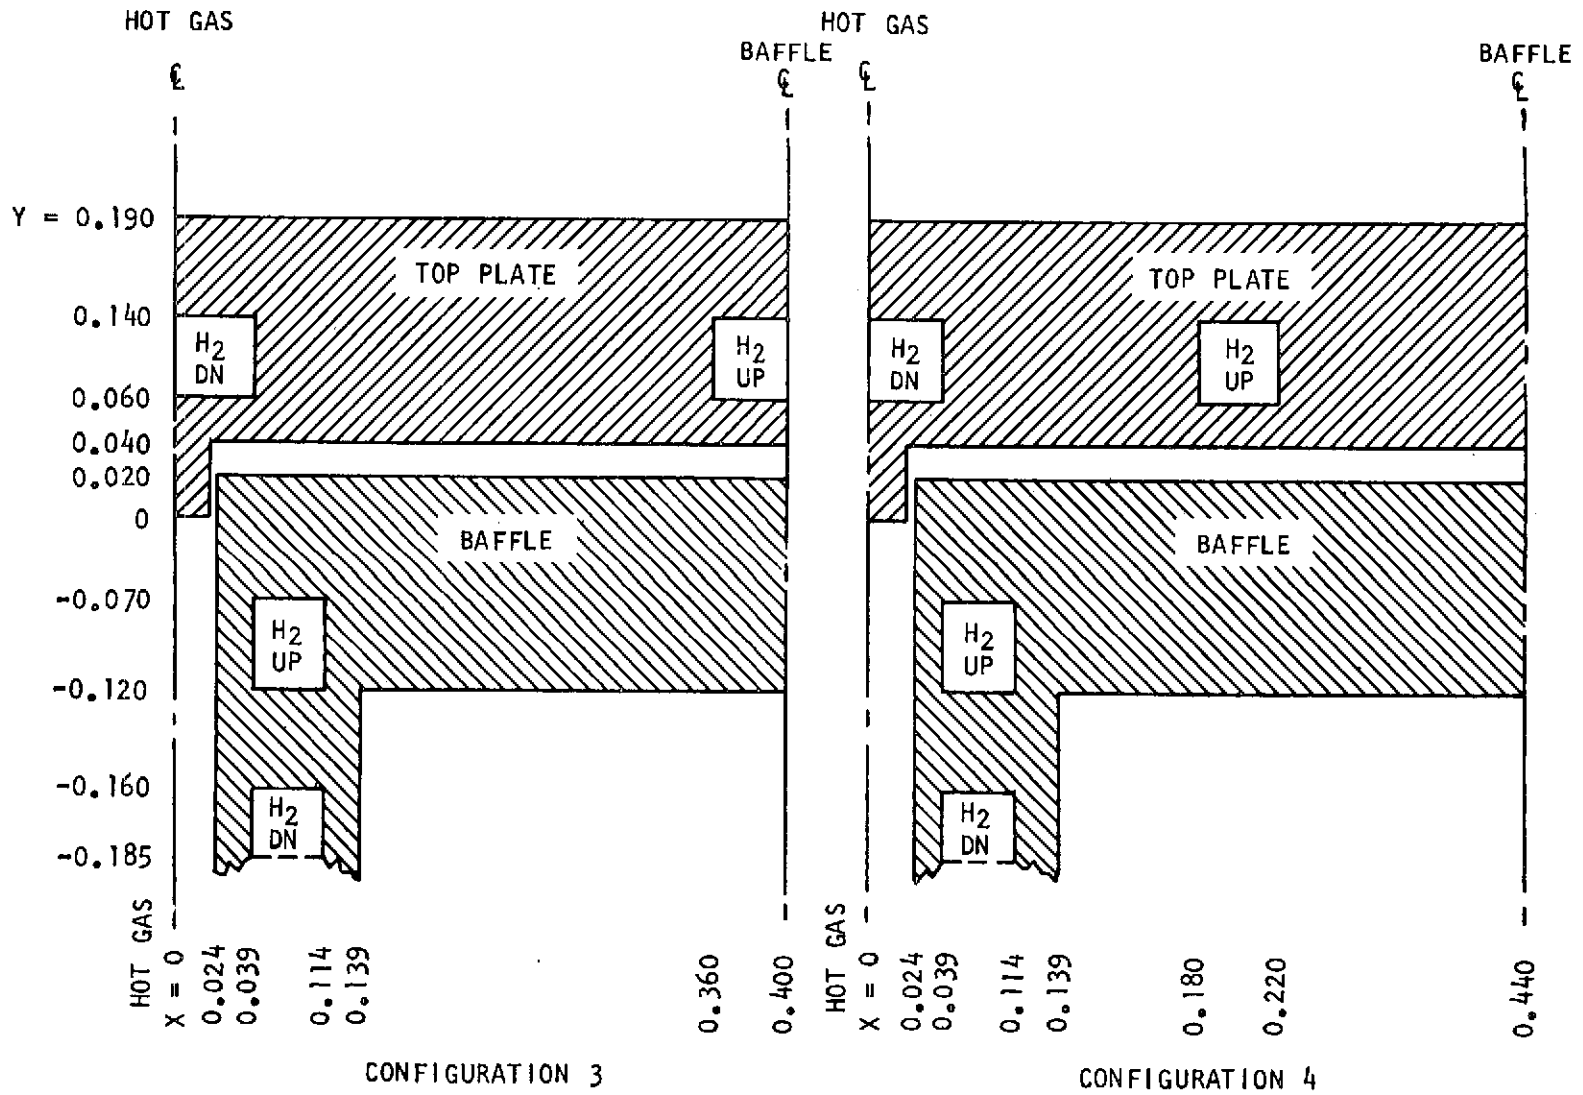 HOT GAS
BAFFLE
℄
℄
Y = 0.190
0.140
0.060
0.040
0.020
0
-0.070
-0.120
-0.160
-0.185
TOP PLATE
H2
DN
H2
UP
BAFFLE
H2
UP
H2
DN
HOT GAS
X = 0
0.024
0.039
0.114
0.139
0.360
0.400
CONFIGURATION 3
HOT GAS
BAFFLE
℄
℄
TOP PLATE
H2
DN
H2
UP
BAFFLE
H2
UP
H2
DN
HOT GAS
X = 0
0.024
0.039
0.114
0.139
0.180
0.220
0.440
CONFIGURATION 4